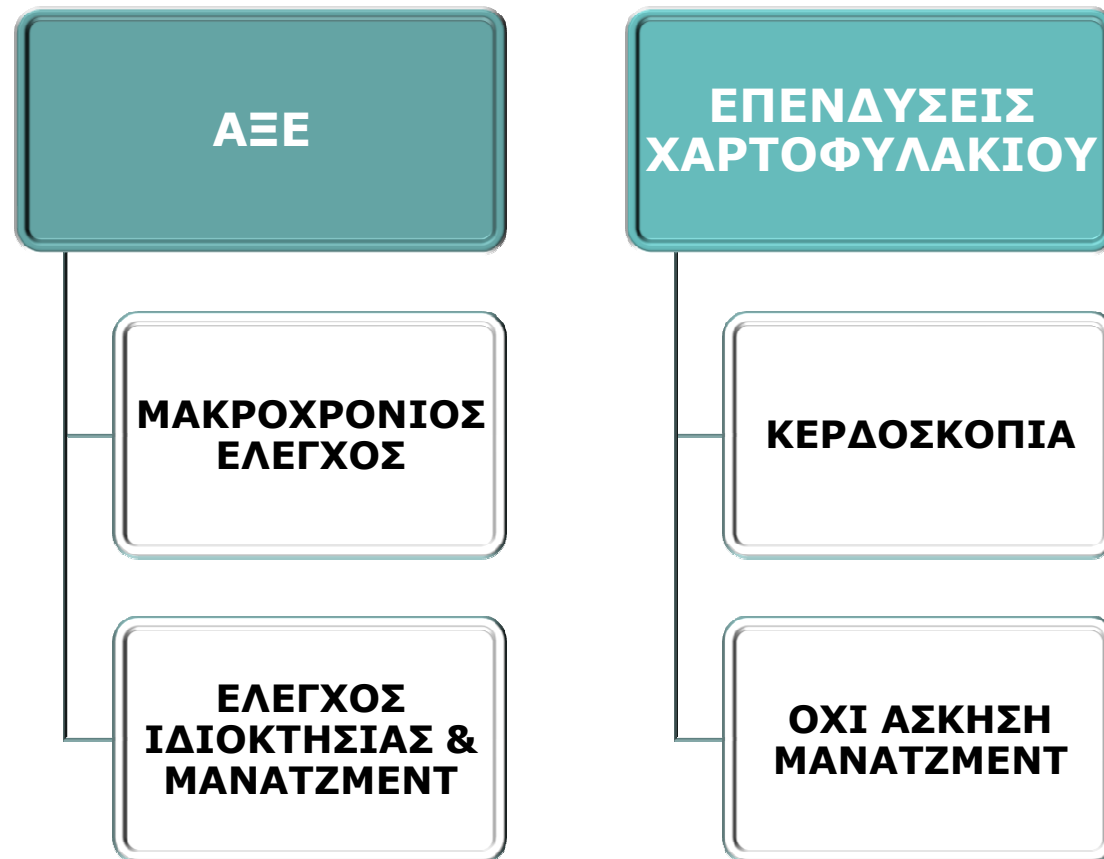 ΑΞΕ
ΜΑΚΡΟΧΡΟΝΙΟΣ
ΕΛΕΓΧΟΣ
ΕΛΕΓΧΟΣ
ΙΔΙΟΚΤΗΣΙΑΣ &
ΜΑΝΑΤΖΜΕΝΤ
ΕΠΕΝΔΥΣΕΙΣ
ΧΑΡΤΟΦΥΛΑΚΙΟΥ
ΚΕΡΔΟΣΚΟΠΙΑ
ΟΧΙ ΑΣΚΗΣΗ
ΜΑΝΑΤΖΜΕΝΤ